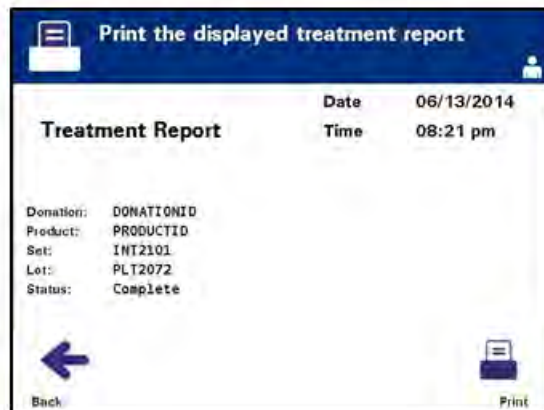 Print the displayed treatment report
Date 06/13/2014
Treatment Report Time 08:21 pm
Donation: DONATIONID
Product: PRODUCTID
Set: INT2101
Lot: PLT2072
Status: Complete
Back Print